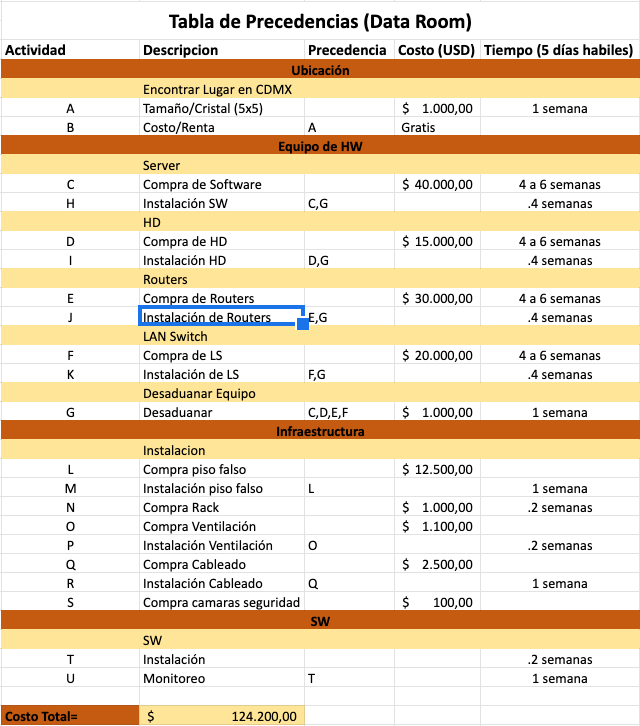 Tabla de Precedencias (Data Room)
Actividad Descripcion Precedencia Costo (USD) Tiempo (5 días habiles)
Ubicación
Encontrar Lugar en CDMX
A Tamaño/Cristal (5x5) $ 1.000,00 1 semana
B Costo/Renta A Gratis
Equipo de HW
Server
C Compra de Software $ 40.000,00 4 a 6 semanas
H Instalación SW C,G .4 semanas
HD
D Compra de HD $ 15.000,00 4 a 6 semanas
I Instalación HD D,G .4 semanas
Routers
E Compra de Routers $ 30.000,00 4 a 6 semanas
J Instalación de Routers E,G .4 semanas
LAN Switch
F Compra de LS $ 20.000,00 4 a 6 semanas
K Instalación de LS F,G .4 semanas
Desaduanar Equipo
G Desaduanar C,D,E,F $ 1.000,00 1 semana
Infraestructura
Instalacion
L Compra piso falso $ 12.500,00
M Instalación piso falso L 1 semana
N Compra Rack $ 1.000,00 .2 semanas
O Compra Ventilación $ 1.100,00
P Instalación Ventilación O .2 semanas
Q Compra Cableado $ 2.500,00
R Instalación Cableado Q 1 semana
S Compra camaras seguridad $ 100,00
SW
SW
T Instalación .2 semanas
U Monitoreo T 1 semana
Costo Total= $ 124.200,00